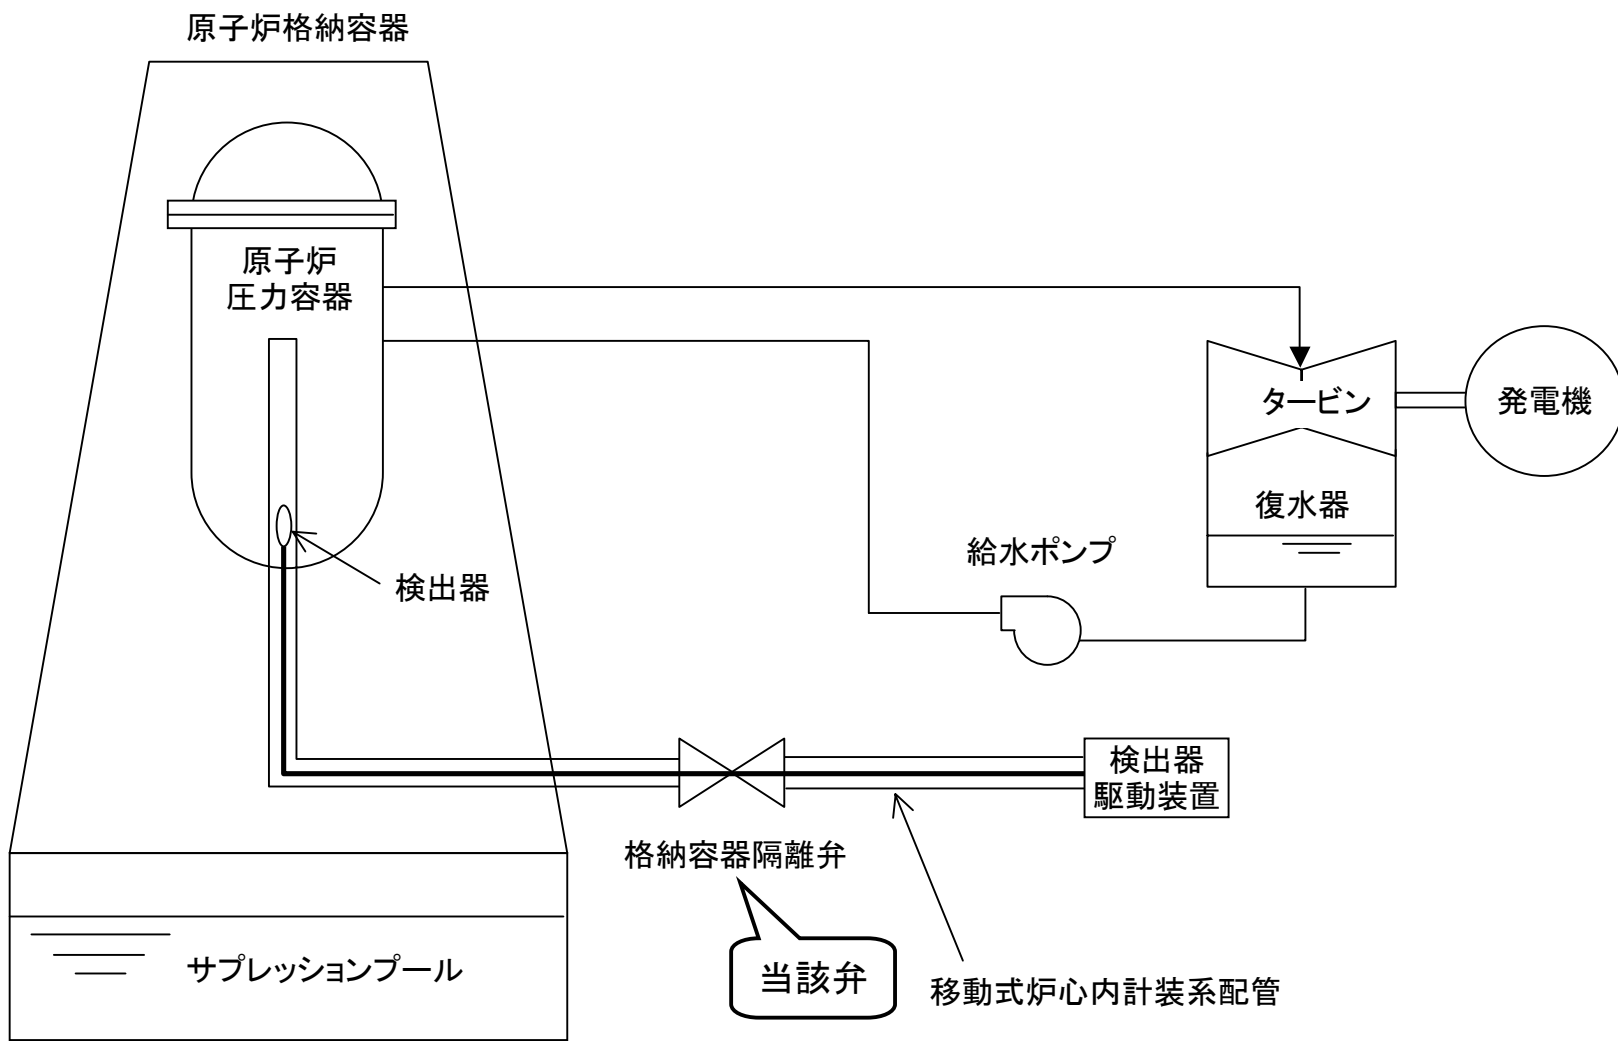 原子炉格納容器
原子炉
圧力容器
タービン
発電機
復水器
給水ポンプ
検出器
検出器
駆動装置
格納容器隔離弁
当該弁
移動式炉心内計装系配管
サプレッションプール